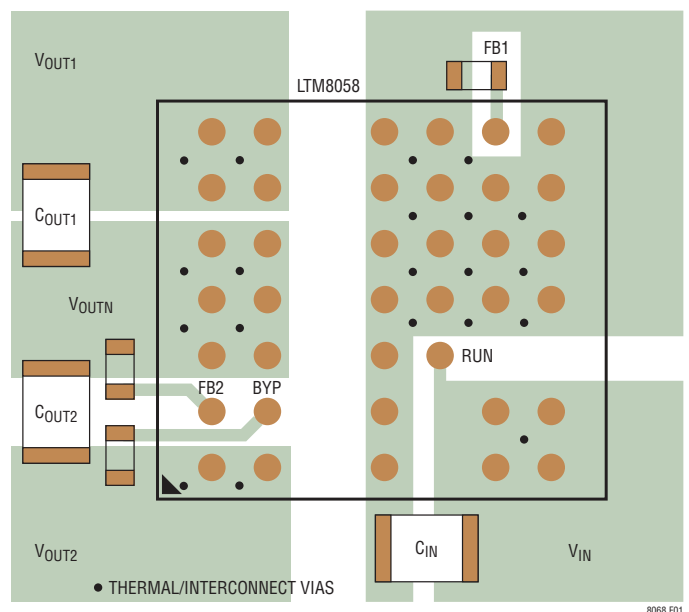 FB1
VOUT1
LTM8058
COUT1
VOUTN
RUN
FB2 BYP
COUT2
CIN
VOUT2
VIN
THERMAL/INTERCONNECT VIAS
8068 F01